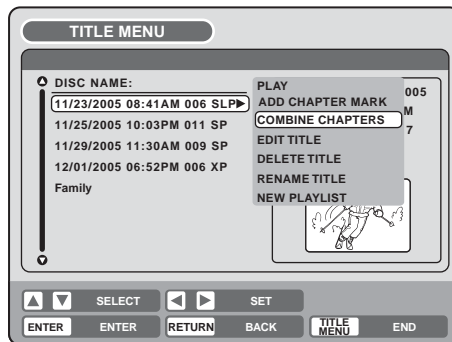 TITLE MENU
DISC NAME:
11/23/2005 08:41AM 006 SLP
11/25/2005 10:03PM 011 SP
11/29/2005 11:30AM 009 SP
12/01/2005 06:52PM 006 XP
Family
PLAY
ADD CHAPTER MARK
COMBINE CHAPTERS
EDIT TITLE
DELETE TITLE
RENAME TITLE
NEW PLAYLIST
005
M
7
SELECT SET
ENTER ENTER RETURN BACK TITLE MENU END